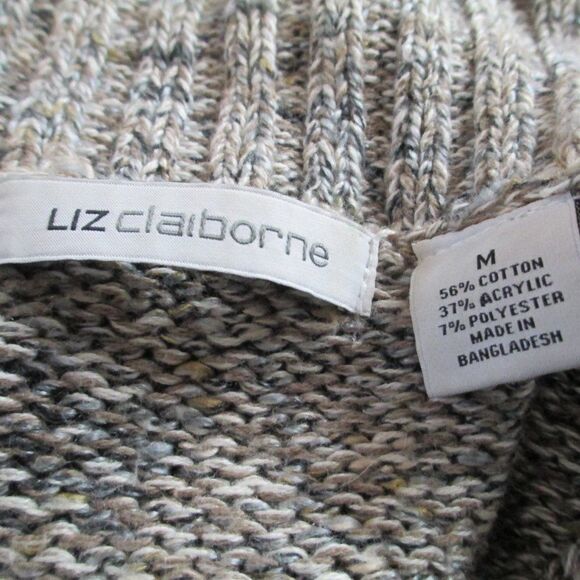 LIZ claiborne
M
56% COTTON
37% ACRYLIC
7% POLYESTER
MADE IN
BANGLADESH